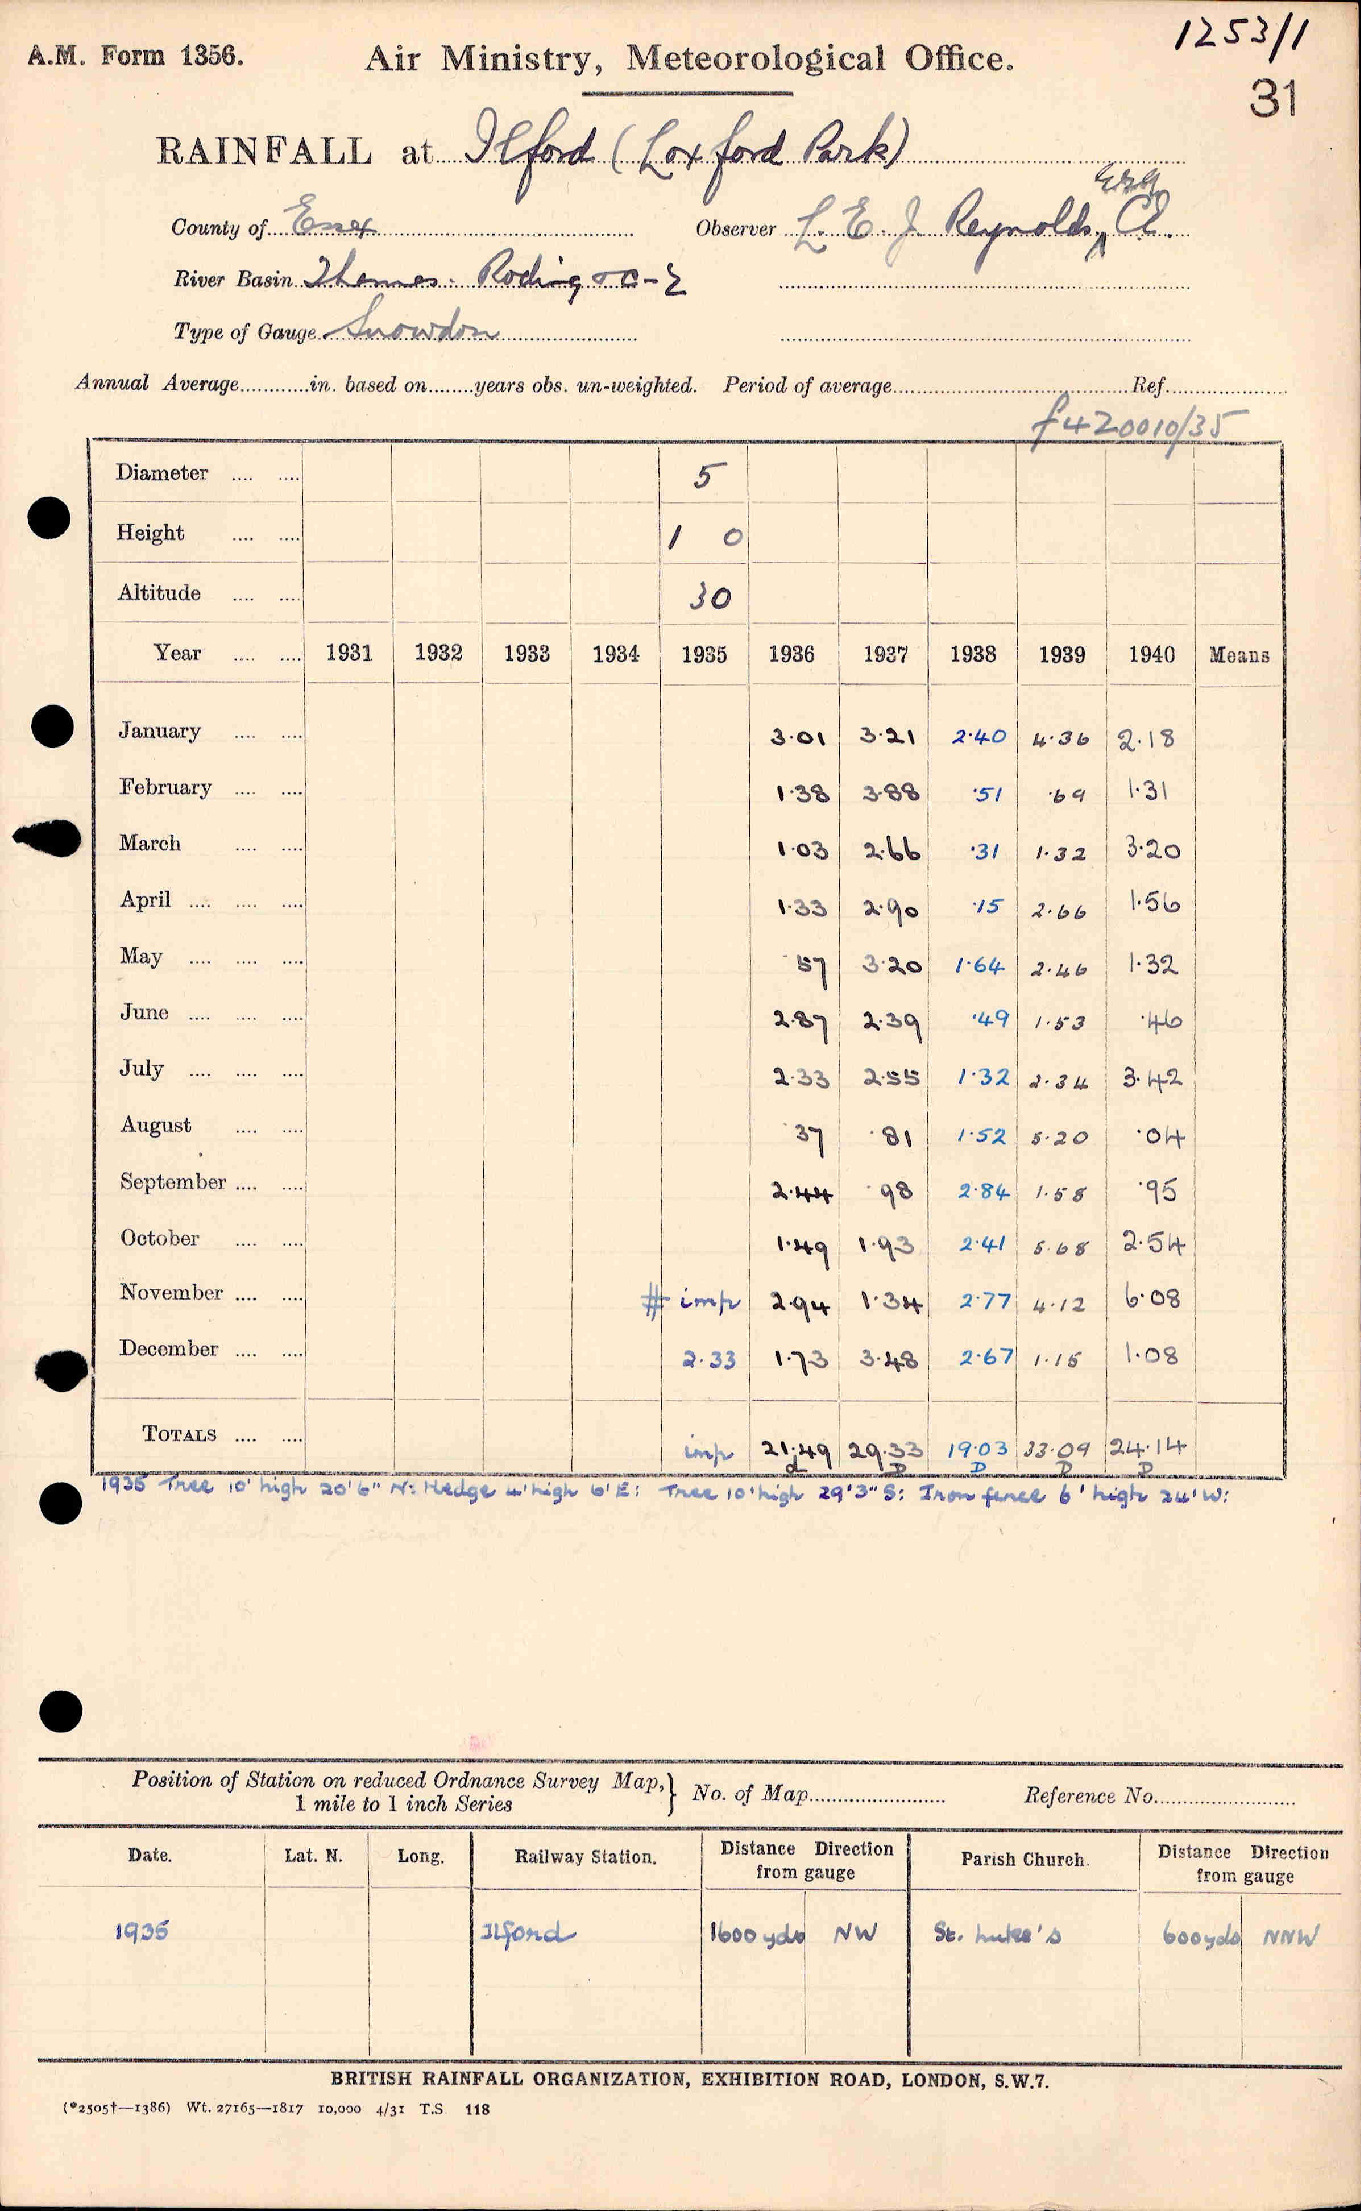 1253/1
A.M. Form 1356. Air Ministry, Meteorological Office.
31
RAINFALL at Ilford (Loxford Park)
County of Essex Observer L. E. J. Reynolds, CE.
River Basin Thames. Roding
Type of Gauge Snowdon
Annual Average in. based on years obs. un-weighted. Period of average Ref.
f420010/35
Diameter 5
Height 1 0
Altitude 30
Year 1931 1932 1933 1934 1935 1936 1937 1938 1939 1940 Means
January 3·01 3·21 2·40 4·36 2·18
February 1·38 3·88 ·51 ·69 1·31
March 1·03 2·66 ·31 1·32 3·20
April 1·33 2·90 ·15 2·66 1·56
May ·57 3·20 1·64 2·46 1·32
June 2·87 2·39 ·49 1·53 ·46
July 2·33 2·55 1·32 2·34 3·42
August ·37 ·81 1·52 5·20 ·04
September 2·44 ·98 2·84 1·58 ·95
October 1·49 1·93 2·41 5·68 2·54
November # imp 2·94 1·34 2·77 4·12 6·08
December 2·33 1·73 3·48 2·67 1·15 1·08
TOTALS imp 21·49 29·33 19·03 33·09 24·14
D D D D
1935 Tree 10' high 20'6" N: Hedge 4' high 6' E: Tree 10' high 29'3" S: Iron fence 6' high 24' W:
Position of Station on reduced Ordnance Survey Map, } No. of Map Reference No.
1 mile to 1 inch Series
Date. Lat. N. Long. Railway Station. Distance Direction from gauge Parish Church. Distance Direction from gauge
1935 Ilford 1600 yds NW St. Luke's 600 yds NNW
BRITISH RAINFALL ORGANIZATION, EXHIBITION ROAD, LONDON, S.W.7.
(*2505†—1386) Wt. 27165—1817 10,000 4/31 T.S 118